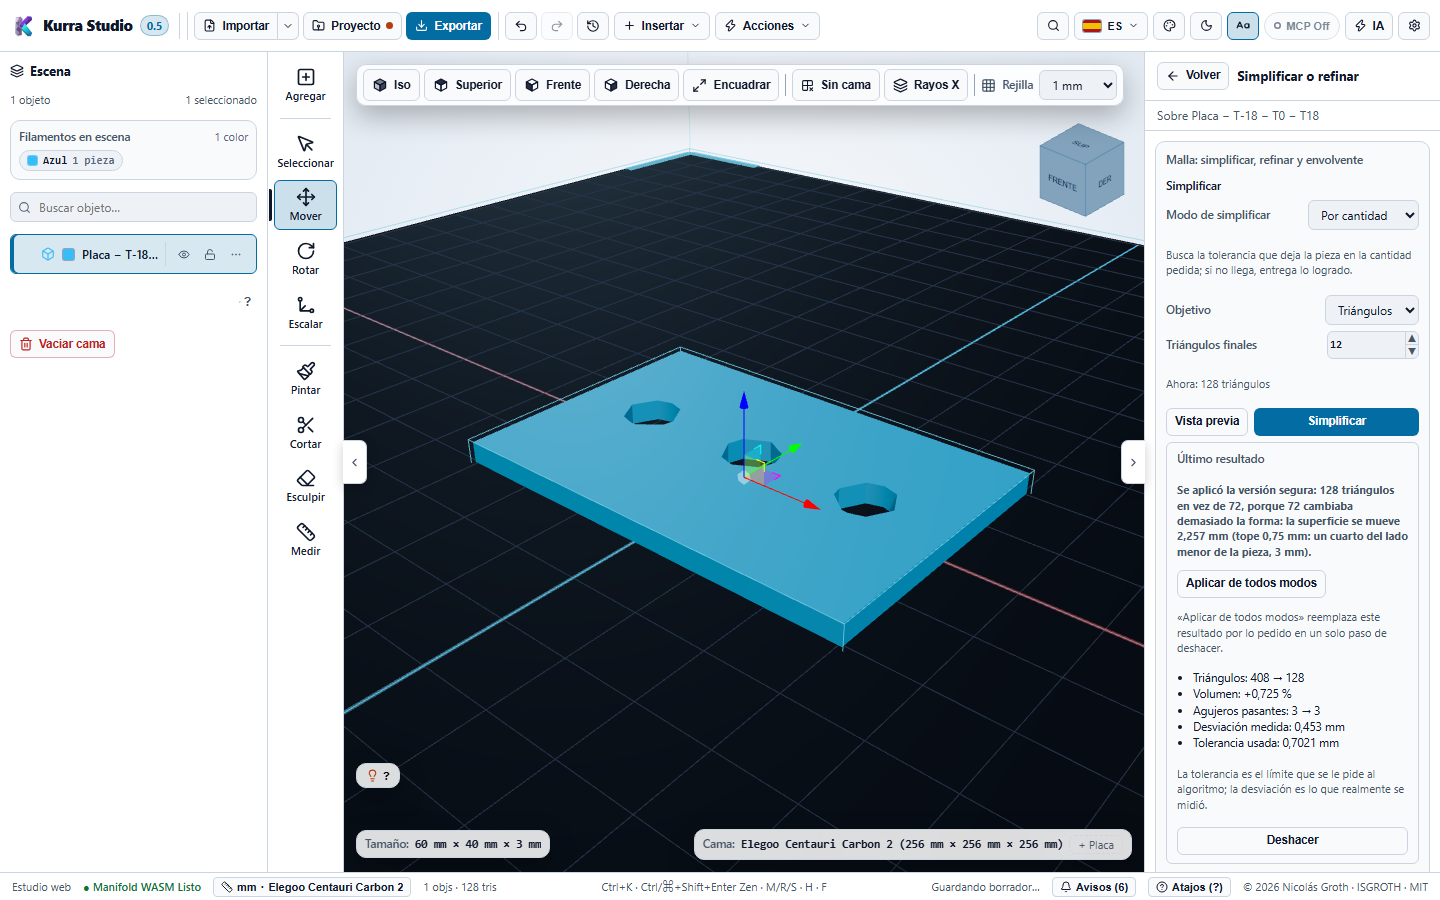 Kurra Studio 0.5
Importar
Proyecto
Exportar
Insertar
Acciones
ES
MCP Off
IA
Escena
1 objeto 1 seleccionado
Filamentos en escena 1 color
Azul 1 pieza
Buscar objeto...
Placa – T-18...
?
Vaciar cama
Agregar
Seleccionar
Mover
Rotar
Escalar
Pintar
Cortar
Esculpir
Medir
Iso
Superior
Frente
Derecha
Encuadrar
Sin cama
Rayos X
Rejilla
1 mm
SUP
FRENTE
DER
?
Tamaño: 60 mm × 40 mm × 3 mm
Cama: Elegoo Centauri Carbon 2 (256 mm × 256 mm × 256 mm) + Placa
Volver
Simplificar o refinar
Sobre Placa – T-18 – T0 – T18
Malla: simplificar, refinar y envolvente
Simplificar
Modo de simplificar Por cantidad
Busca la tolerancia que deja la pieza en la cantidad
pedida; si no llega, entrega lo logrado.
Objetivo Triángulos
Triángulos finales 12
Ahora: 128 triángulos
Vista previa Simplificar
Último resultado
Se aplicó la versión segura: 128 triángulos
en vez de 72, porque 72 cambiaba
demasiado la forma: la superficie se mueve
2,257 mm (tope 0,75 mm: un cuarto del lado
menor de la pieza, 3 mm).
Aplicar de todos modos
«Aplicar de todos modos» reemplaza este
resultado por lo pedido en un solo paso de
deshacer.
• Triángulos: 408 → 128
• Volumen: +0,725 %
• Agujeros pasantes: 3 → 3
• Desviación medida: 0,453 mm
• Tolerancia usada: 0,7021 mm
La tolerancia es el límite que se le pide al
algoritmo; la desviación es lo que realmente se
midió.
Deshacer
Estudio web ● Manifold WASM Listo mm · Elegoo Centauri Carbon 2 1 objs · 128 tris Ctrl+K · Ctrl/⌘+Shift+Enter Zen · M/R/S · H · F Guardando borrador... Avisos (6) Atajos (?) © 2026 Nicolás Groth · ISGROTH · MIT